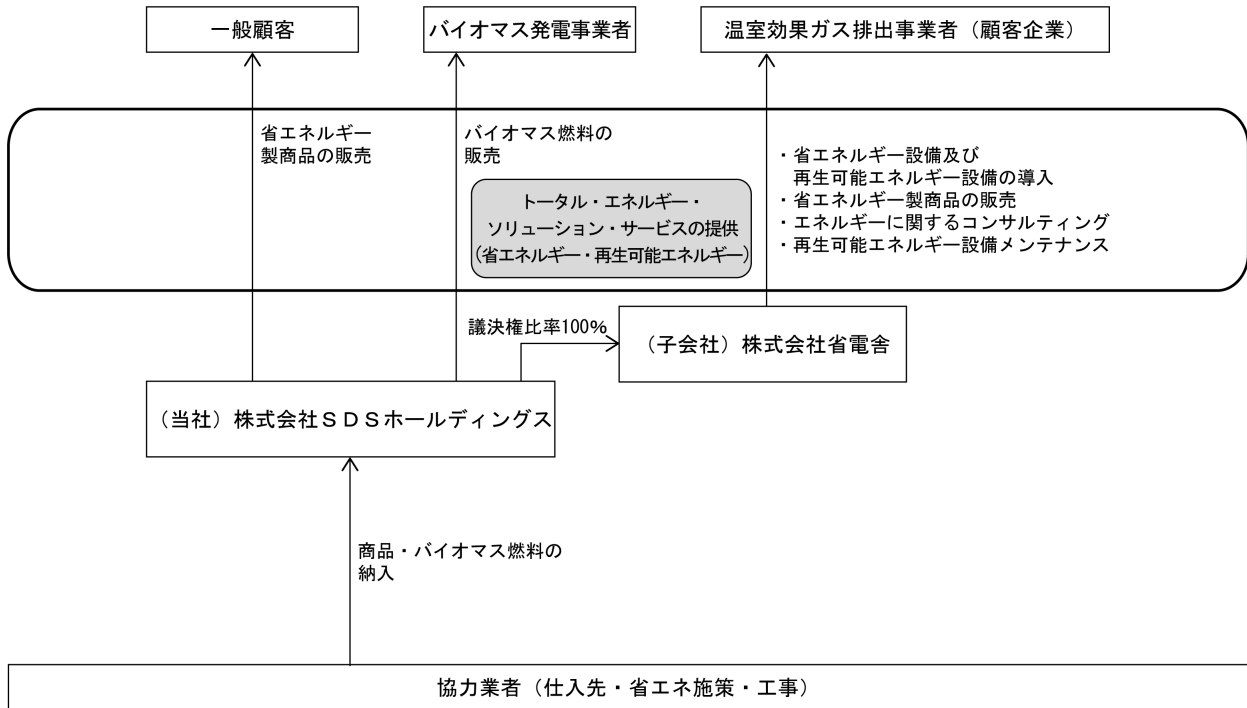 一般顧客
バイオマス発電事業者
温室効果ガス排出事業者（顧客企業）
省エネルギー
製商品の販売
バイオマス燃料の
販売
・省エネルギー設備及び
再生可能エネルギー設備の導入
・省エネルギー製商品の販売
・エネルギーに関するコンサルティング
・再生可能エネルギー設備メンテナンス
トータル・エネルギー・
ソリューション・サービスの提供
（省エネルギー・再生可能エネルギー）
議決権比率100％
（子会社）株式会社省電舎
（当社）株式会社ＳＤＳホールディングス
商品・バイオマス燃料の
納入
協力業者（仕入先・省エネ施策・工事）